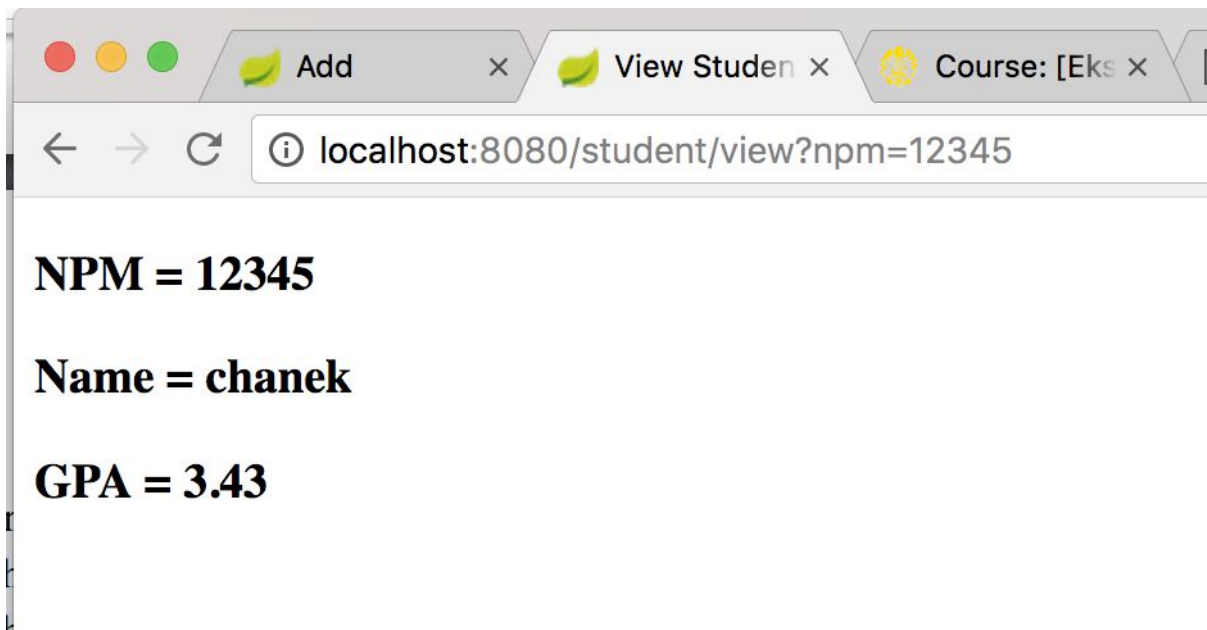 Add
View Studen
Course: [Eks
localhost:8080/student/view?npm=12345
NPM = 12345
Name = chanek
GPA = 3.43